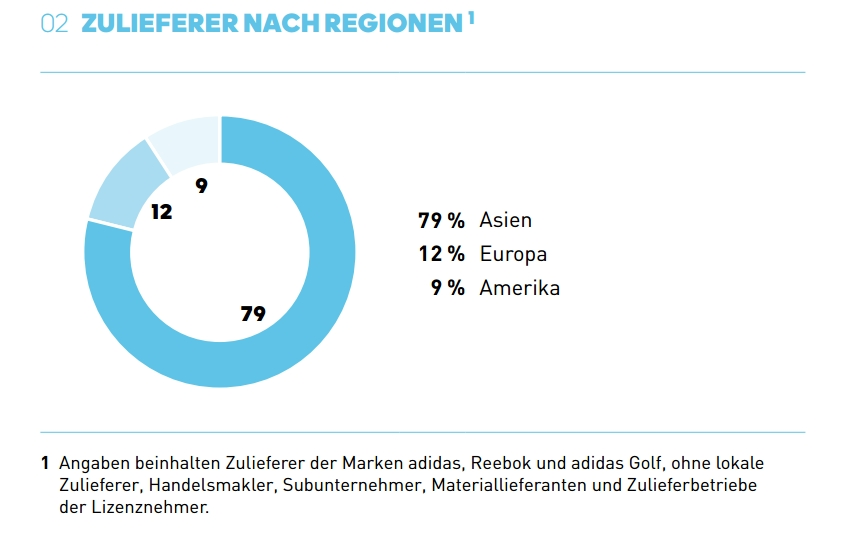 02 ZULIEFERER NACH REGIONEN 1
9
12
79
79 % Asien
12 % Europa
9 % Amerika
1 Angaben beinhalten Zulieferer der Marken adidas, Reebok und adidas Golf, ohne lokale
Zulieferer, Handelsmakler, Subunternehmer, Materiallieferanten und Zulieferbetriebe
der Lizenznehmer.